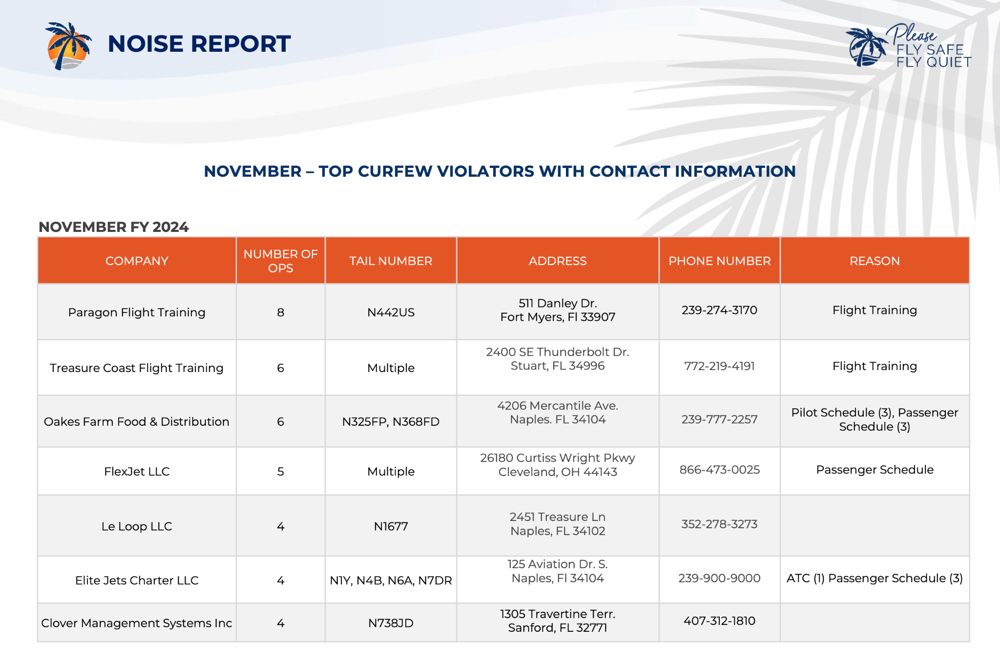 NOISE REPORT
Please
FLY SAFE
FLY QUIET
NOVEMBER – TOP CURFEW VIOLATORS WITH CONTACT INFORMATION
NOVEMBER FY 2024
COMPANY
NUMBER OF
OPS
TAIL NUMBER
ADDRESS
PHONE NUMBER
REASON
Paragon Flight Training
8
N442US
511 Danley Dr.
Fort Myers, Fl 33907
239-274-3170
Flight Training
Treasure Coast Flight Training
6
Multiple
2400 SE Thunderbolt Dr.
Stuart, FL 34996
772-219-4191
Flight Training
Oakes Farm Food & Distribution
6
N325FP, N368FD
4206 Mercantile Ave.
Naples. FL 34104
239-777-2257
Pilot Schedule (3), Passenger
Schedule (3)
FlexJet LLC
5
Multiple
26180 Curtiss Wright Pkwy
Cleveland, OH 44143
866-473-0025
Passenger Schedule
Le Loop LLC
4
N1677
2451 Treasure Ln
Naples, FL 34102
352-278-3273
Elite Jets Charter LLC
4
N1Y, N4B, N6A, N7DR
125 Aviation Dr. S.
Naples, Fl 34104
239-900-9000
ATC (1) Passenger Schedule (3)
Clover Management Systems Inc
4
N738JD
1305 Travertine Terr.
Sanford, FL 32771
407-312-1810